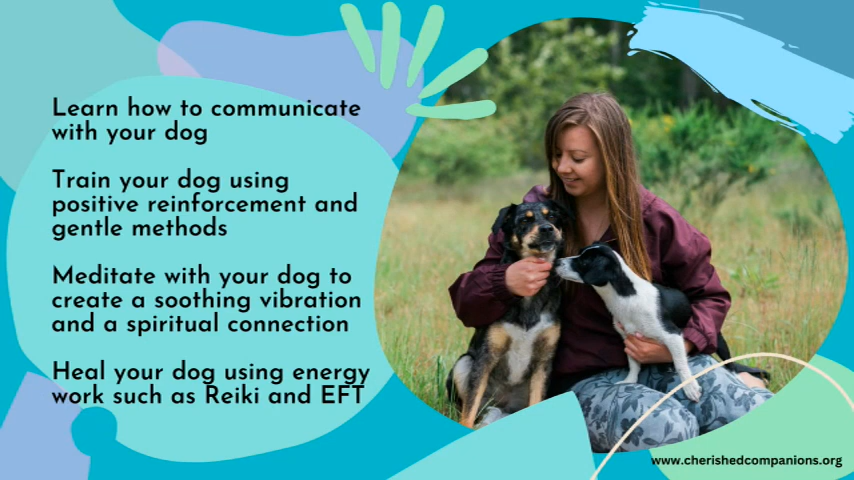 Learn how to communicate
with your dog
Train your dog using
positive reinforcement and
gentle methods
Meditate with your dog to
create a soothing vibration
and a spiritual connection
Heal your dog using energy
work such as Reiki and EFT
www.cherishedcompanions.org